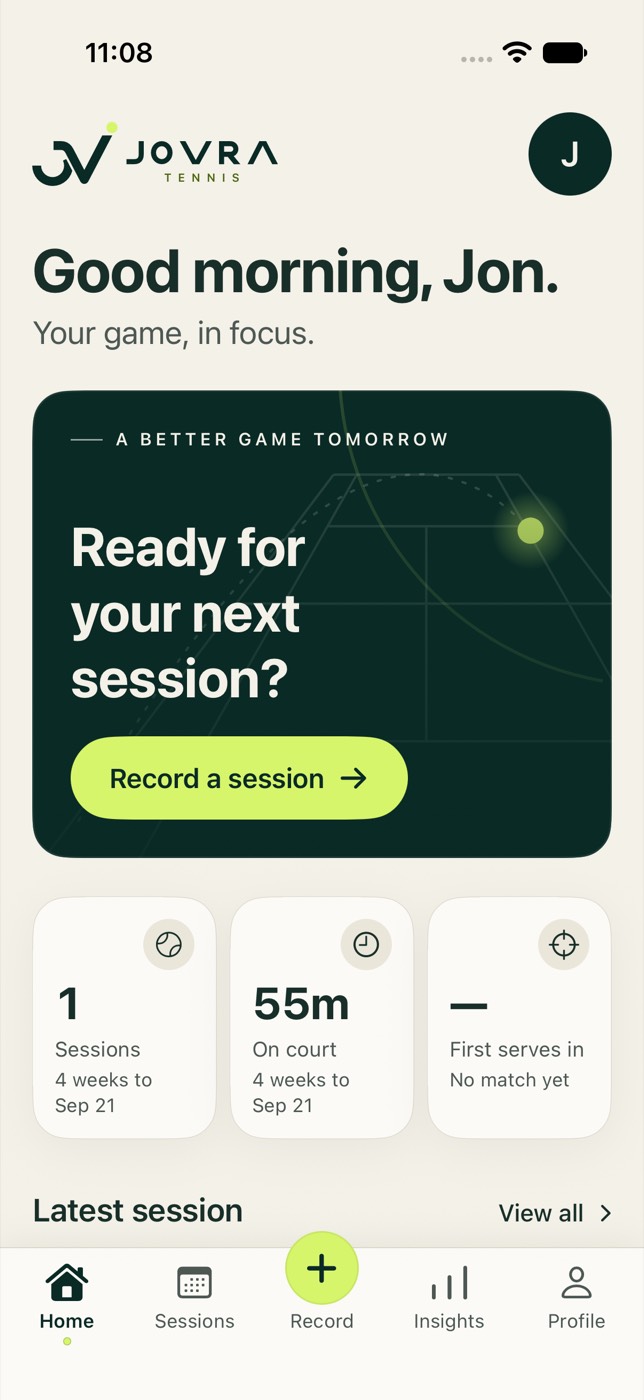 11:08
JOVRA
TENNIS
J
Good morning, Jon.
Your game, in focus.
A BETTER GAME TOMORROW
Ready for
your next
session?
Record a session
1
Sessions
4 weeks to
Sep 21
55m
On court
4 weeks to
Sep 21
—
First serves in
No match yet
Latest session
View all
Home
Sessions
Record
Insights
Profile